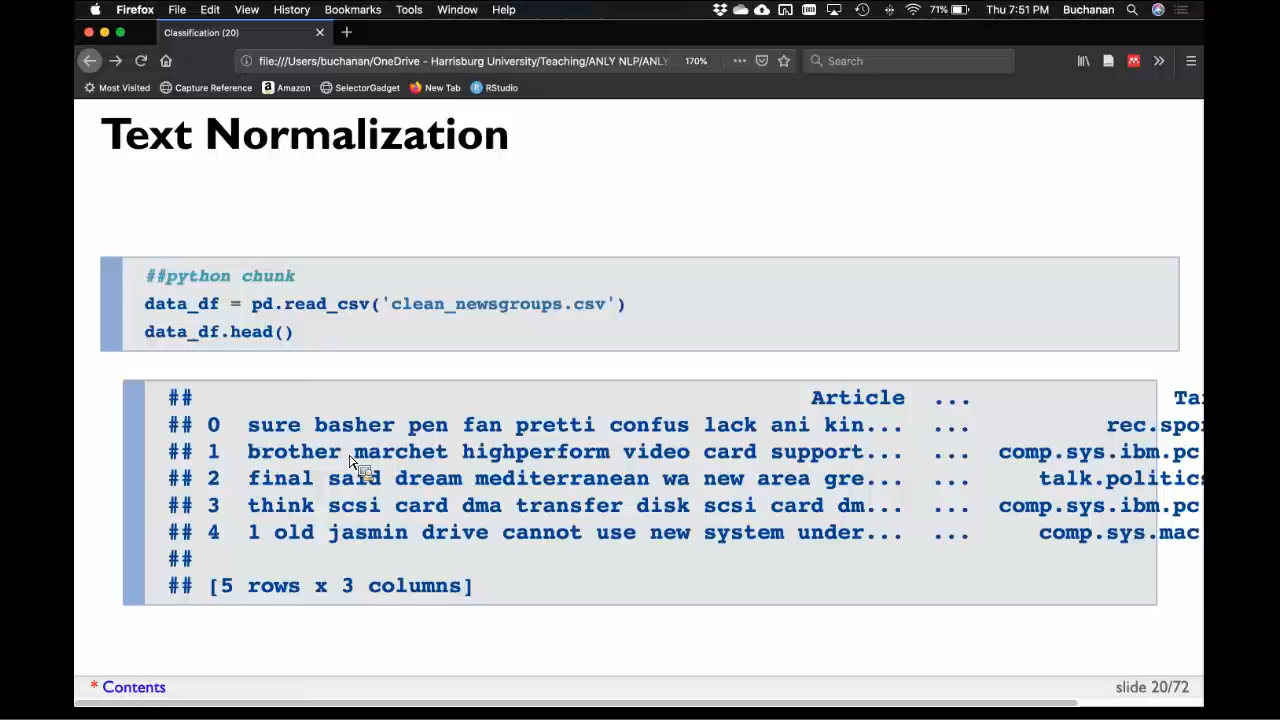 Firefox File Edit View History Bookmarks Tools Window Help 71% Thu 7:51 PM Buchanan
Classification (20)
file:///Users/buchanan/OneDrive - Harrisburg University/Teaching/ANLY NLP/ANLY 170% Search
Most Visited Capture Reference Amazon SelectorGadget New Tab RStudio
Text Normalization
##python chunk
data_df = pd.read_csv('clean_newsgroups.csv')
data_df.head()
## Article ... Ta
## 0 sure basher pen fan pretti confus lack ani kin... ... rec.spo
## 1 brother marchet highperform video card support... ... comp.sys.ibm.pc
## 2 final said dream mediterranean wa new area gre... ... talk.politics
## 3 think scsi card dma transfer disk scsi card dm... ... comp.sys.ibm.pc
## 4 1 old jasmin drive cannot use new system under... ... comp.sys.mac
##
## [5 rows x 3 columns]
* Contents
slide 20/72